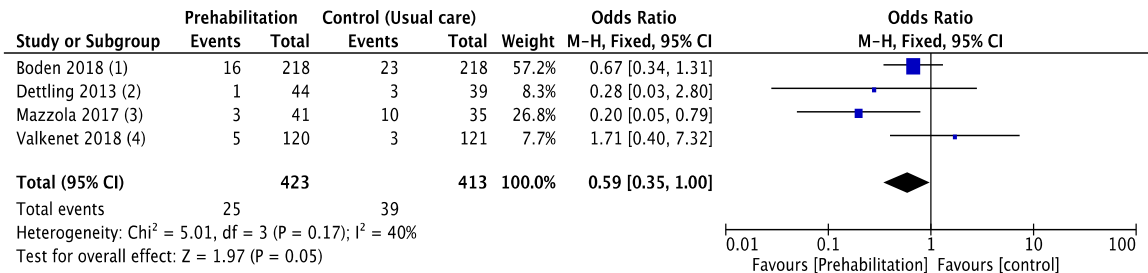 Prehabilitation Control (Usual care) Odds Ratio Odds Ratio
Study or Subgroup Events Total Events Total Weight M-H, Fixed, 95% CI M-H, Fixed, 95% CI
Boden 2018 (1) 16 218 23 218 57.2% 0.67 [0.34, 1.31]
Dettling 2013 (2) 1 44 3 39 8.3% 0.28 [0.03, 2.80]
Mazzola 2017 (3) 3 41 10 35 26.8% 0.20 [0.05, 0.79]
Valkenet 2018 (4) 5 120 3 121 7.7% 1.71 [0.40, 7.32]
Total (95% CI) 423 413 100.0% 0.59 [0.35, 1.00]
Total events 25 39
Heterogeneity: Chi² = 5.01, df = 3 (P = 0.17); I² = 40%
Test for overall effect: Z = 1.97 (P = 0.05)
0.01 0.1 1 10 100
Favours [Prehabilitation] Favours [control]